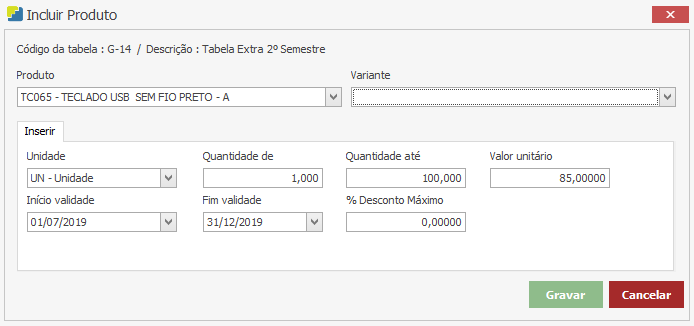 Incluir Produto
Código da tabela : G-14 / Descrição : Tabela Extra 2º Semestre
Produto Variante
TC065 - TECLADO USB SEM FIO PRETO - A
Inserir
Unidade Quantidade de Quantidade até Valor unitário
UN - Unidade 1,000 100,000 85,00000
Início validade Fim validade % Desconto Máximo
01/07/2019 31/12/2019 0,00000
Gravar Cancelar